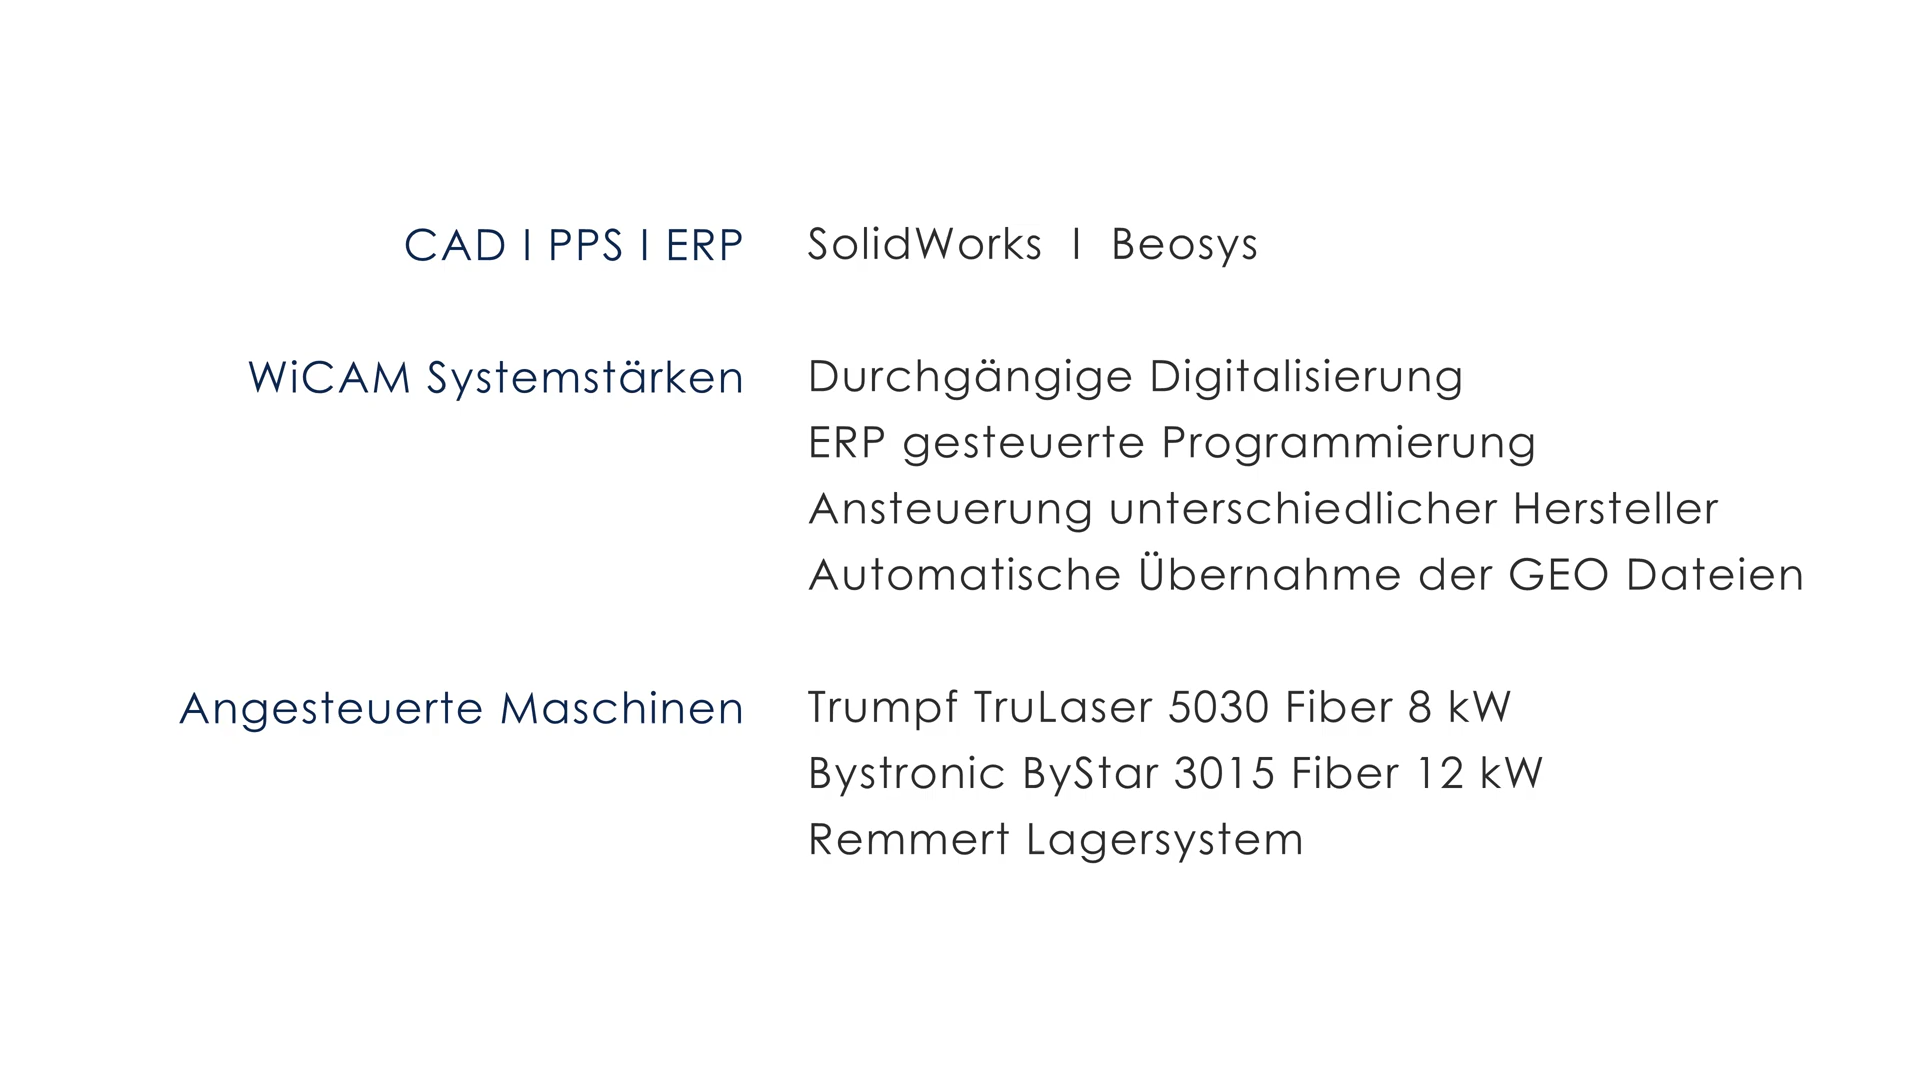 CAD I PPS I ERP SolidWorks I Beosys
WiCAM Systemstärken Durchgängige Digitalisierung
ERP gesteuerte Programmierung
Ansteuerung unterschiedlicher Hersteller
Automatische Übernahme der GEO Dateien
Angesteuerte Maschinen Trumpf TruLaser 5030 Fiber 8 kW
Bystronic ByStar 3015 Fiber 12 kW
Remmert Lagersystem